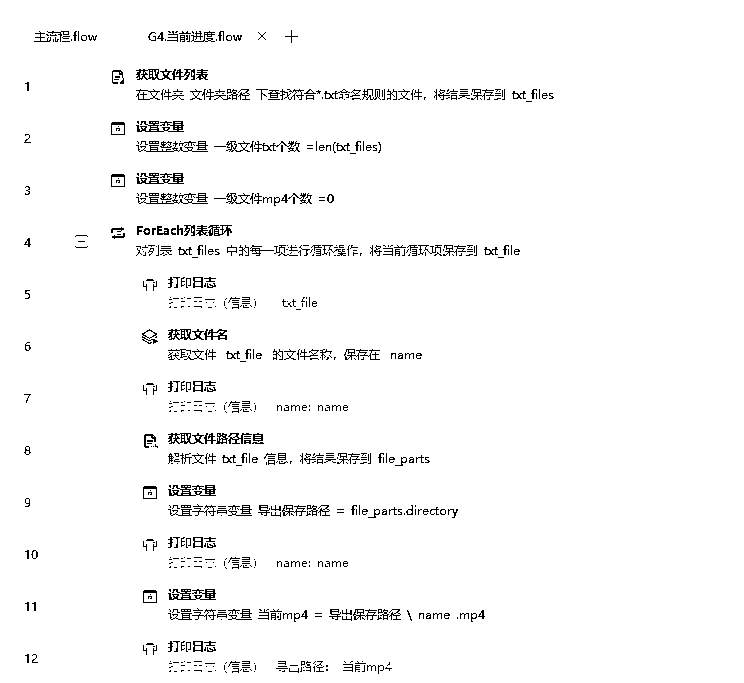 主流程.flow G4.当前进度.flow
1 获取文件列表
在文件夹 文件夹路径 下查找符合*.txt命名规则的文件，将结果保存到 txt_files
2 设置变量
设置整数变量 一级文件txt个数 =len(txt_files)
3 设置变量
设置整数变量 一级文件mp4个数 =0
4 ForEach列表循环
对列表 txt_files 中的每一项进行循环操作，将当前循环项保存到 txt_file
5 打印日志
打印日志（信息） txt_file
6 获取文件名
获取文件 txt_file 的文件名称，保存在 name
7 打印日志
打印日志（信息） name: name
8 获取文件路径信息
解析文件 txt_file 信息，将结果保存到 file_parts
9 设置变量
设置字符串变量 导出保存路径 = file_parts.directory
10 打印日志
打印日志（信息） name: name
11 设置变量
设置字符串变量 当前mp4 = 导出保存路径 \ name .mp4
12 打印日志
打印日志（信息） 导出路径： 当前mp4